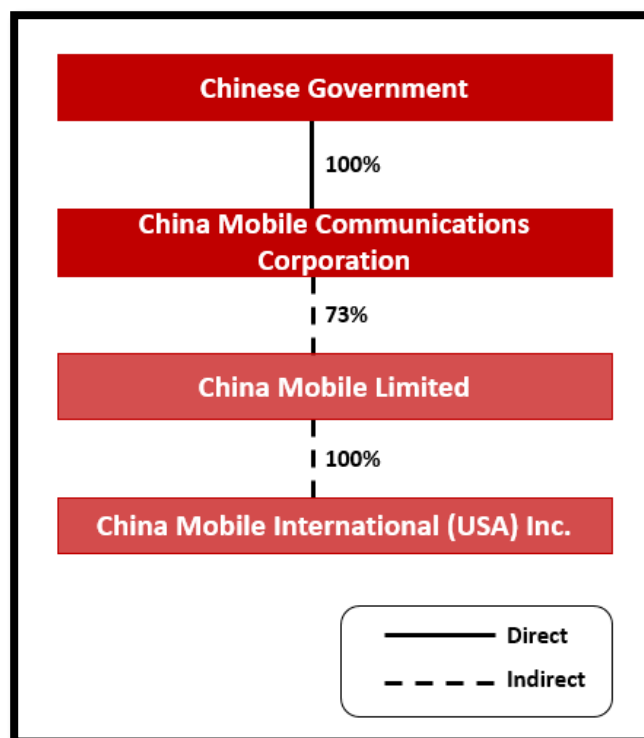 Chinese Government
100%
China Mobile Communications
Corporation
73%
China Mobile Limited
100%
China Mobile International (USA) Inc.
Direct
Indirect